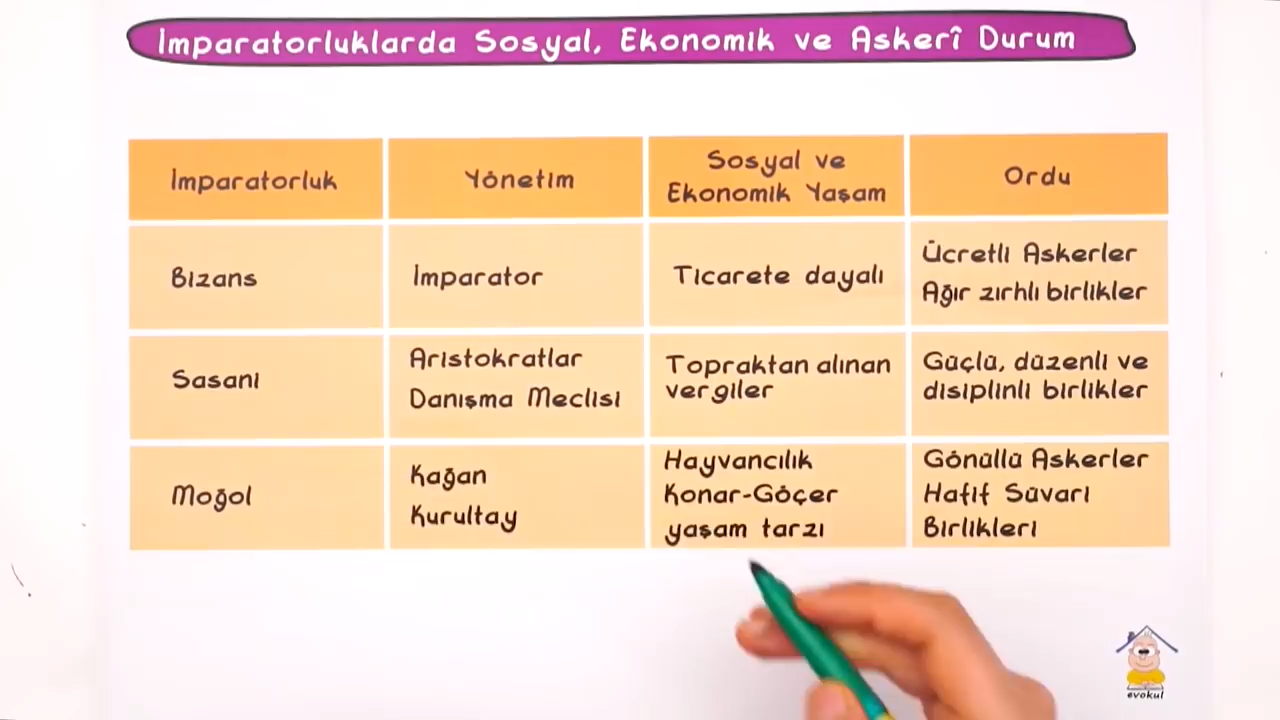 İmparatorluklarda Sosyal, Ekonomik ve Askerî Durum
İmparatorluk
Yönetim
Sosyal ve
Ekonomik Yaşam
Ordu
Bizans
İmparator
Ticarete dayalı
Ücretli Askerler
Ağır zırhlı birlikler
Sasani
Aristokratlar
Danışma Meclisi
Topraktan alınan
vergiler
Güçlü, düzenli ve
disiplinli birlikler
Moğol
Kağan
Kurultay
Hayvancılık
Konar-Göçer
yaşam tarzı
Gönüllü Askerler
Hafif Süvari
Birlikleri
evokul